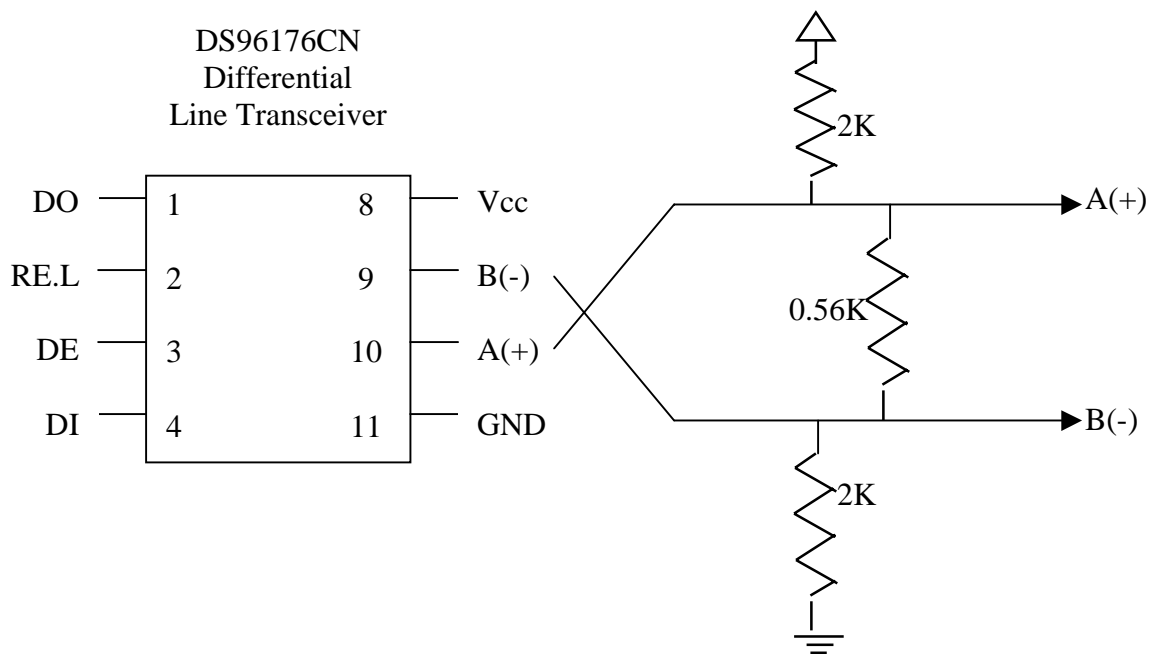 DS96176CN
Differential
Line Transceiver
2K
DO 1 8 Vcc
A(+)
RE.L 2 9 B(-)
0.56K
DE 3 10 A(+)
DI 4 11 GND
B(-)
2K